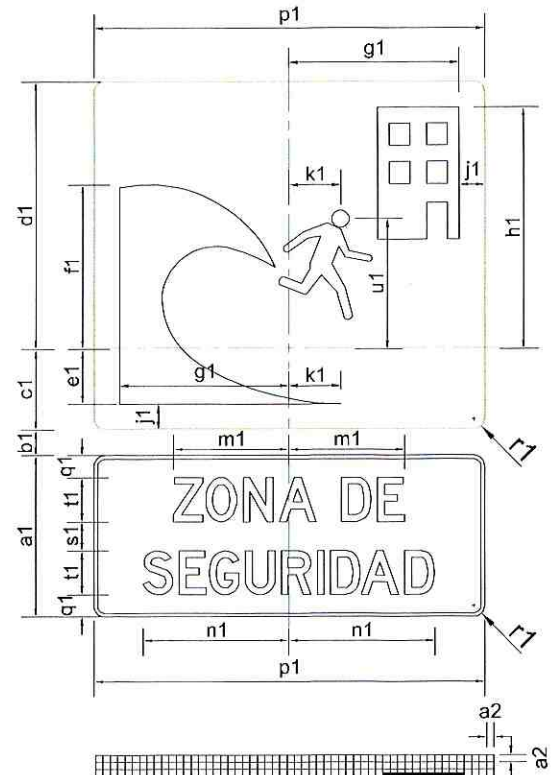 p1
g1
j1
k1
d1
f1
u1
h1
g1
k1
c1
e1
j1
b1
m1
m1
r1
q1
t1
a1
s1
t1
q1
ZONA DE
SEGURIDAD
n1
n1
r1
p1
a2
a2